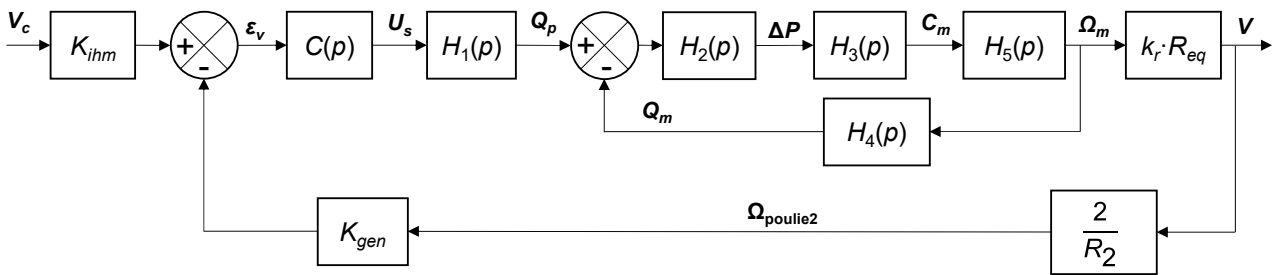 V_c K_ihm + - ε_v C(p) U_s H_1(p) Q_p + - H_2(p) ΔP H_3(p) C_m H_5(p) Ω_m k_r·R_eq V
Q_m H_4(p)
K_gen Ω_poulie2 2/R_2